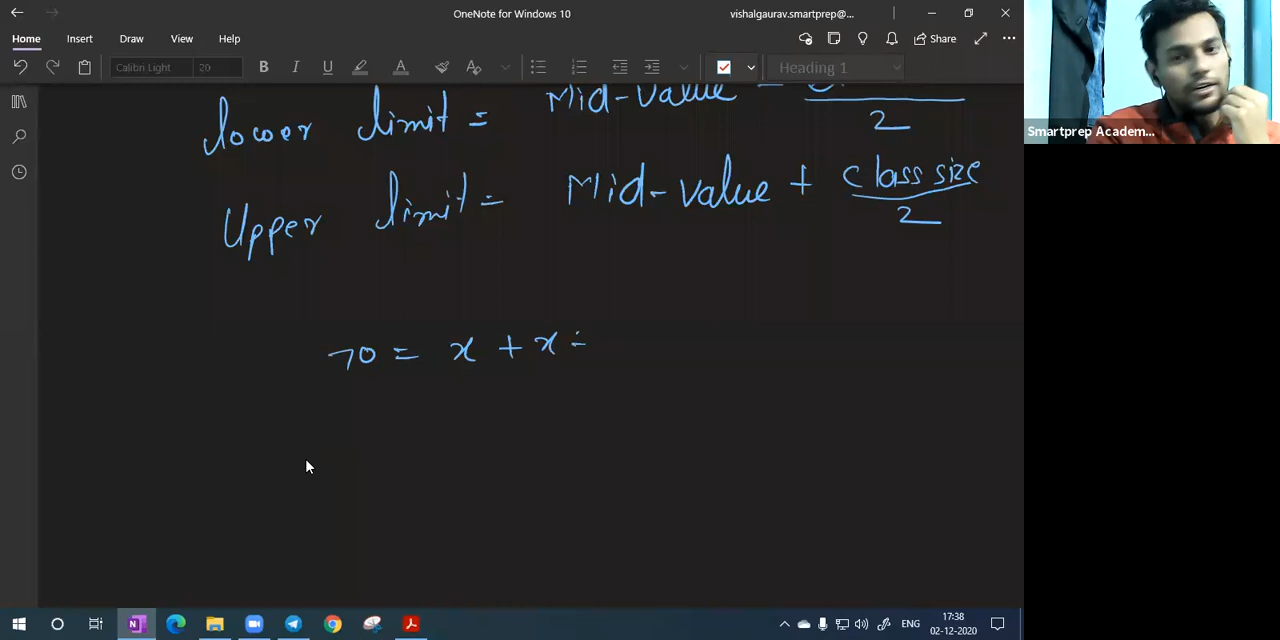 OneNote for Windows 10
vishalgaurav.smartprep@...
Home Insert Draw View Help
Share
Calibri Light 20
B I U A
Heading 1
lower limit = Mid-value -
2
Upper limit = Mid-value + class size
2
70 = x + x =
Smartprep Academ...
ENG
17:38
02-12-2020